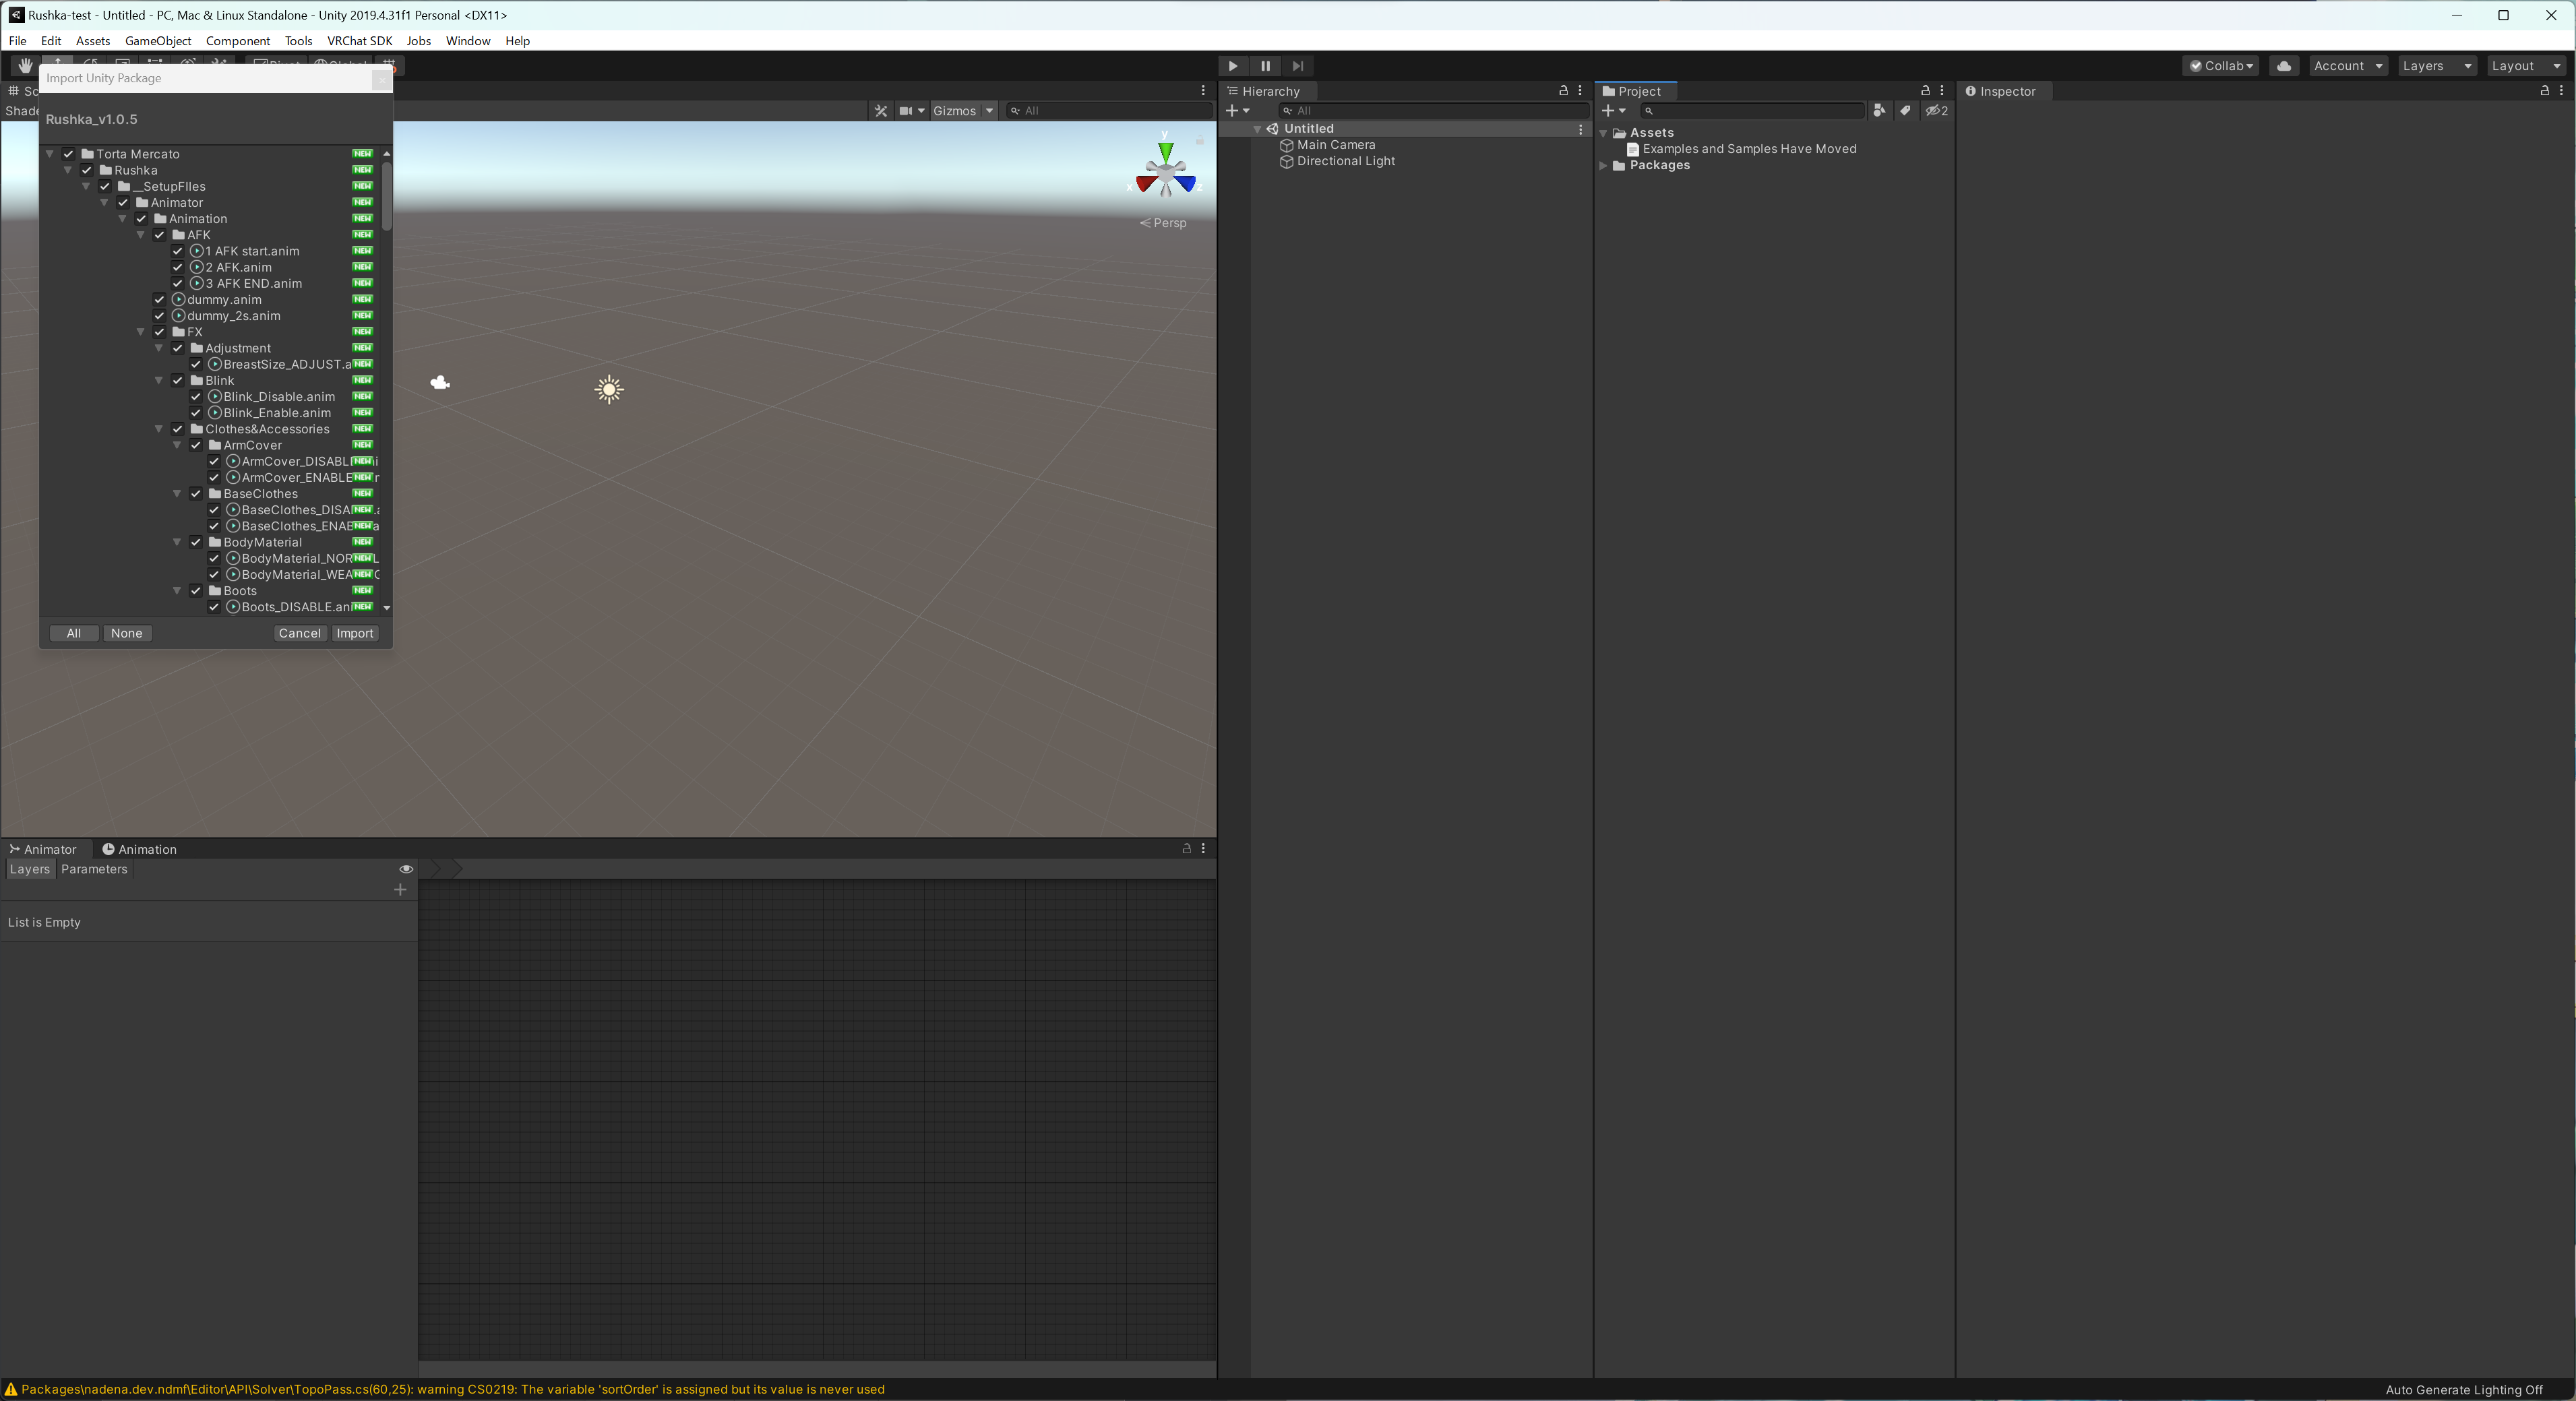 Rushka-test - Untitled - PC, Mac & Linux Standalone - Unity 2019.4.31f1 Personal <DX11>
File Edit Assets GameObject Component Tools VRChat SDK Jobs Window Help
Collab Account Layers Layout
Import Unity Package
Rushka_v1.0.5
Torta Mercato NEW
Rushka NEW
__SetupFIles NEW
Animator NEW
Animation NEW
AFK NEW
1 AFK start.anim NEW
2 AFK.anim NEW
3 AFK END.anim NEW
dummy.anim NEW
dummy_2s.anim NEW
FX NEW
Adjustment NEW
BreastSize_ADJUST.a NEW
Blink NEW
Blink_Disable.anim NEW
Blink_Enable.anim NEW
Clothes&Accessories NEW
ArmCover NEW
ArmCover_DISABL NEW
ArmCover_ENABLE NEW
BaseClothes NEW
BaseClothes_DISA NEW
BaseClothes_ENAB NEW
BodyMaterial NEW
BodyMaterial_NOR NEW
BodyMaterial_WEA NEW
Boots NEW
Boots_DISABLE.ani NEW
All None Cancel Import
Sc
Shade
Gizmos All
y
x z
Persp
Hierarchy
All
Untitled
Main Camera
Directional Light
Project
2
Assets
Examples and Samples Have Moved
Packages
Inspector
Animator Animation
Layers Parameters
List is Empty
Packages\nadena.dev.ndmf\Editor\API\Solver\TopoPass.cs(60,25): warning CS0219: The variable 'sortOrder' is assigned but its value is never used
Auto Generate Lighting Off